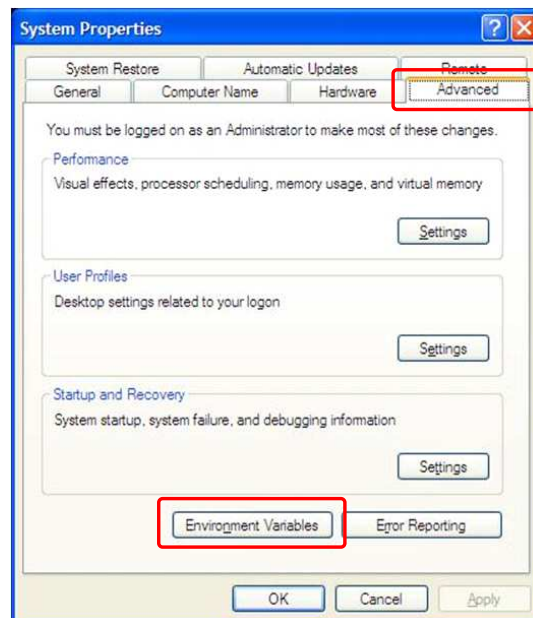 System Properties
System Restore Automatic Updates Remote
General Computer Name Hardware Advanced
You must be logged on as an Administrator to make most of these changes.
Performance
Visual effects, processor scheduling, memory usage, and virtual memory
Settings
User Profiles
Desktop settings related to your logon
Settings
Startup and Recovery
System startup, system failure, and debugging information
Settings
Environment Variables Error Reporting
OK Cancel Apply